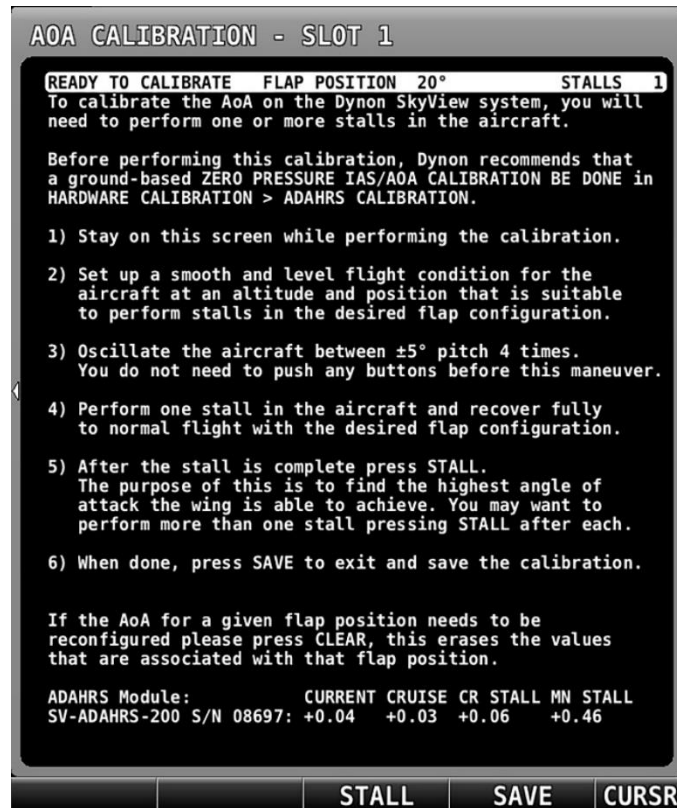 AOA CALIBRATION - SLOT 1
READY TO CALIBRATE FLAP POSITION 20° STALLS 1
To calibrate the AoA on the Dynon SkyView system, you will
need to perform one or more stalls in the aircraft.
Before performing this calibration, Dynon recommends that
a ground-based ZERO PRESSURE IAS/AOA CALIBRATION BE DONE in
HARDWARE CALIBRATION > ADAHRS CALIBRATION.
1) Stay on this screen while performing the calibration.
2) Set up a smooth and level flight condition for the
aircraft at an altitude and position that is suitable
to perform stalls in the desired flap configuration.
3) Oscillate the aircraft between ±5° pitch 4 times.
You do not need to push any buttons before this maneuver.
4) Perform one stall in the aircraft and recover fully
to normal flight with the desired flap configuration.
5) After the stall is complete press STALL.
The purpose of this is to find the highest angle of
attack the wing is able to achieve. You may want to
perform more than one stall pressing STALL after each.
6) When done, press SAVE to exit and save the calibration.
If the AoA for a given flap position needs to be
reconfigured please press CLEAR, this erases the values
that are associated with that flap position.
ADAHRS Module: CURRENT CRUISE CR STALL MN STALL
SV-ADAHRS-200 S/N 08697: +0.04 +0.03 +0.06 +0.46
STALL SAVE CURSR